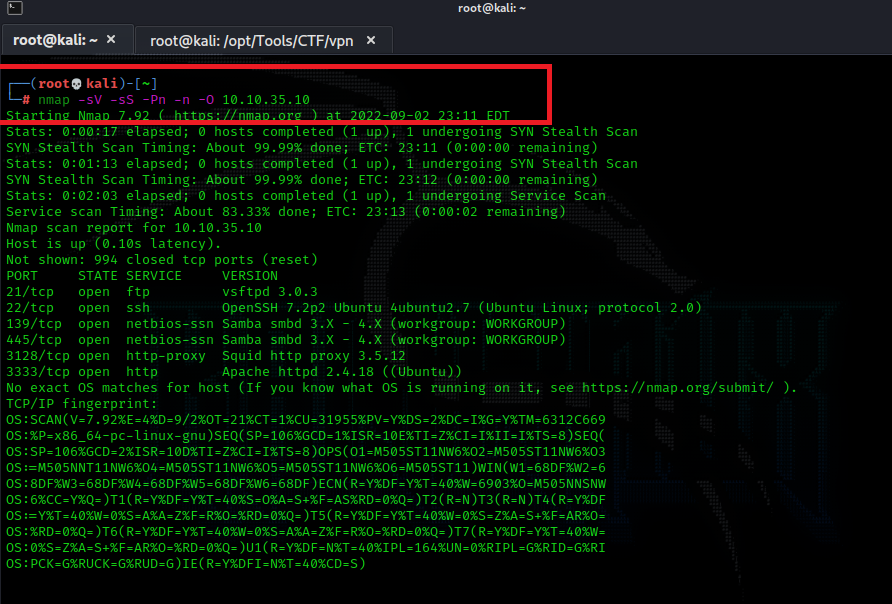 root@kali: ~
root@kali: ~ ×
root@kali: /opt/Tools/CTF/vpn ×
┌──(root💀kali)-[~]
└─# nmap -sV -sS -Pn -n -O 10.10.35.10
Starting Nmap 7.92 ( https://nmap.org ) at 2022-09-02 23:11 EDT
Stats: 0:00:17 elapsed; 0 hosts completed (1 up), 1 undergoing SYN Stealth Scan
SYN Stealth Scan Timing: About 99.99% done; ETC: 23:11 (0:00:00 remaining)
Stats: 0:01:13 elapsed; 0 hosts completed (1 up), 1 undergoing SYN Stealth Scan
SYN Stealth Scan Timing: About 99.99% done; ETC: 23:12 (0:00:00 remaining)
Stats: 0:02:03 elapsed; 0 hosts completed (1 up), 1 undergoing Service Scan
Service scan Timing: About 83.33% done; ETC: 23:13 (0:00:02 remaining)
Nmap scan report for 10.10.35.10
Host is up (0.10s latency).
Not shown: 994 closed tcp ports (reset)
PORT     STATE SERVICE     VERSION
21/tcp   open  ftp         vsftpd 3.0.3
22/tcp   open  ssh         OpenSSH 7.2p2 Ubuntu 4ubuntu2.7 (Ubuntu Linux; protocol 2.0)
139/tcp  open  netbios-ssn Samba smbd 3.X - 4.X (workgroup: WORKGROUP)
445/tcp  open  netbios-ssn Samba smbd 3.X - 4.X (workgroup: WORKGROUP)
3128/tcp open  http-proxy  Squid http proxy 3.5.12
3333/tcp open  http        Apache httpd 2.4.18 ((Ubuntu))
No exact OS matches for host (If you know what OS is running on it, see https://nmap.org/submit/ ).
TCP/IP fingerprint:
OS:SCAN(V=7.92%E=4%D=9/2%OT=21%CT=1%CU=31955%PV=Y%DS=2%DC=I%G=Y%TM=6312C669
OS:%P=x86_64-pc-linux-gnu)SEQ(SP=106%GCD=1%ISR=10E%TI=Z%CI=I%II=I%TS=8)SEQ(
OS:SP=106%GCD=2%ISR=10D%TI=Z%CI=I%TS=8)OPS(O1=M505ST11NW6%O2=M505ST11NW6%O3
OS:=M505NNT11NW6%O4=M505ST11NW6%O5=M505ST11NW6%O6=M505ST11)WIN(W1=68DF%W2=6
OS:8DF%W3=68DF%W4=68DF%W5=68DF%W6=68DF)ECN(R=Y%DF=Y%T=40%W=6903%O=M505NNSNW
OS:6%CC=Y%Q=)T1(R=Y%DF=Y%T=40%S=O%A=S+%F=AS%RD=0%Q=)T2(R=N)T3(R=N)T4(R=Y%DF
OS:=Y%T=40%W=0%S=A%A=Z%F=R%O=%RD=0%Q=)T5(R=Y%DF=Y%T=40%W=0%S=Z%A=S+%F=AR%O=
OS:%RD=0%Q=)T6(R=Y%DF=Y%T=40%W=0%S=A%A=Z%F=R%O=%RD=0%Q=)T7(R=Y%DF=Y%T=40%W=
OS:0%S=Z%A=S+%F=AR%O=%RD=0%Q=)U1(R=Y%DF=N%T=40%IPL=164%UN=0%RIPL=G%RID=G%RI
OS:PCK=G%RUCK=G%RUD=G)IE(R=Y%DFI=N%T=40%CD=S)